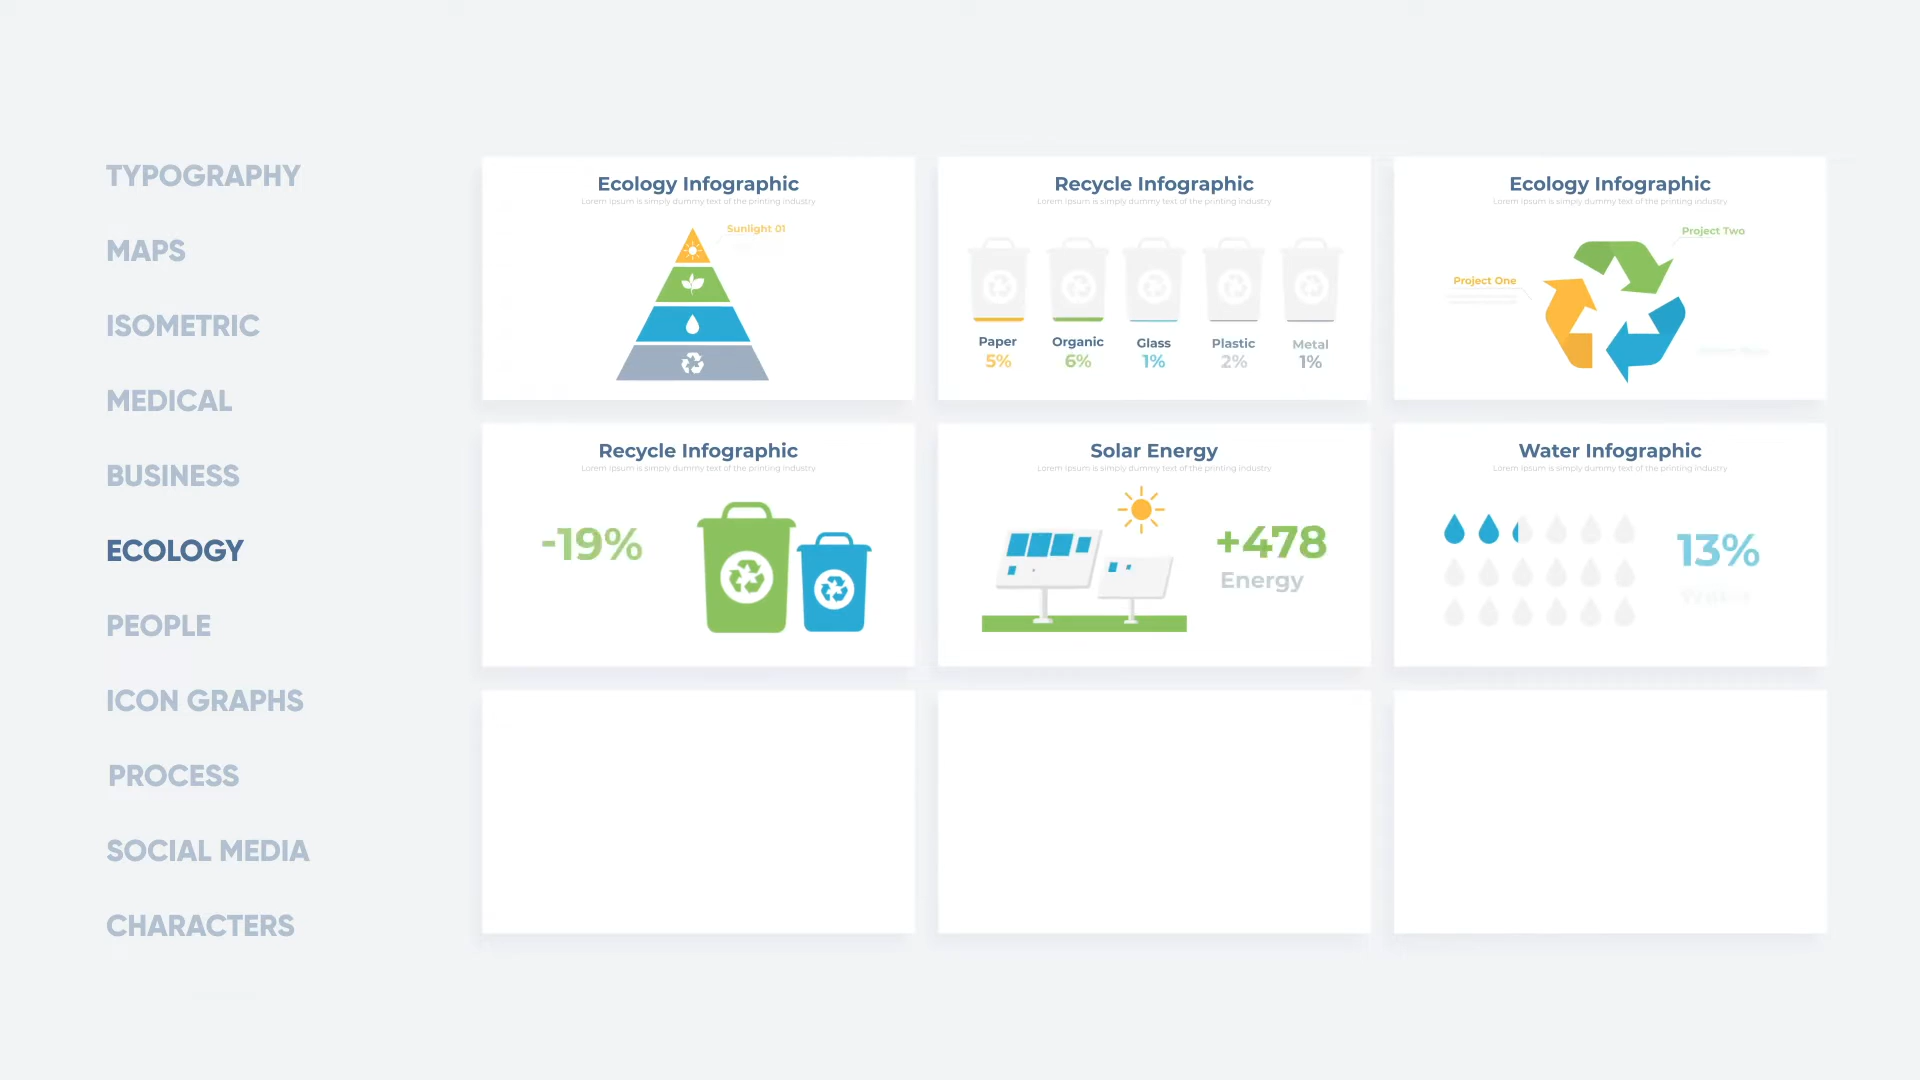 TYPOGRAPHY
MAPS
ISOMETRIC
MEDICAL
BUSINESS
ECOLOGY
PEOPLE
ICON GRAPHS
PROCESS
SOCIAL MEDIA
CHARACTERS
Ecology Infographic
Lorem Ipsum is simply dummy text of the printing industry
Sunlight 01
Recycle Infographic
Lorem Ipsum is simply dummy text of the printing industry
Paper Organic Glass Plastic Metal
5% 6% 1% 2% 1%
Ecology Infographic
Lorem Ipsum is simply dummy text of the printing industry
Project Two
Project One
Recycle Infographic
Lorem Ipsum is simply dummy text of the printing industry
-19%
Solar Energy
Lorem Ipsum is simply dummy text of the printing industry
+478
Energy
Water Infographic
Lorem Ipsum is simply dummy text of the printing industry
13%